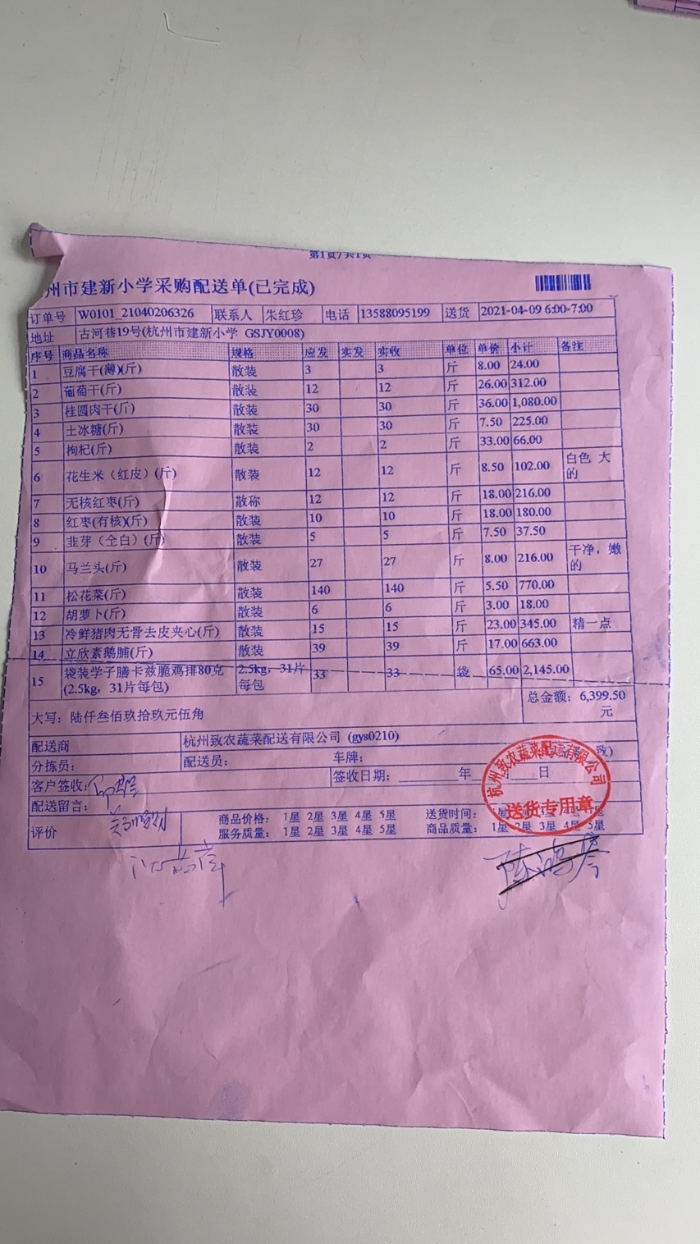 第1页/共1页
州市建新小学采购配送单(已完成)
订单号 W0101_21040206326 联系人 朱红珍 电话 13588095199 送货 2021-04-09 6:00-7:00
地址 古河巷19号(杭州市建新小学 GSJY0008)
序号 商品名称 规格 应发 实发 实收 单位 单价 小计 备注
1 豆腐干(薄)(斤) 散装 3 3 斤 8.00 24.00
2 葡萄干(斤) 散装 12 12 斤 26.00 312.00
3 桂圆肉干(斤) 散装 30 30 斤 36.00 1,080.00
4 土冰糖(斤) 散装 30 30 斤 7.50 225.00
5 枸杞(斤) 散装 2 2 斤 33.00 66.00
6 花生米（红皮）(斤) 散装 12 12 斤 8.50 102.00 白色 大的
7 无核红枣(斤) 散称 12 12 斤 18.00 216.00
8 红枣(有核)(斤) 散装 10 10 斤 18.00 180.00
9 韭芽（全白）(斤) 散装 5 5 斤 7.50 37.50
10 马兰头(斤) 散装 27 27 斤 8.00 216.00 干净，嫩的
11 松花菜(斤) 散装 140 140 斤 5.50 770.00
12 胡萝卜(斤) 散装 6 6 斤 3.00 18.00
13 冷鲜猪肉无骨去皮夹心(斤) 散装 15 15 斤 23.00 345.00 精一点
14 立欣素鹅脯(斤) 散装 39 39 斤 17.00 663.00
15 袋装学子膳卡兹脆鸡排80克(2.5kg，31片每包) 2.5kg，31片每包 33 33 袋 65.00 2,145.00
总金额：6,399.50元
大写：陆仟叁佰玖拾玖元伍角
配送商 杭州致农蔬菜配送有限公司 (gys0210)
分拣员： 配送员： 车牌：
客户签收： 签收日期： 年 日
配送留言：
评价 商品价格： 1星 2星 3星 4星 5星 送货时间：
服务质量： 1星 2星 3星 4星 5星 商品质量： 1星 2星 3星 4星 5星
杭州致农蔬菜配送有限公司
送货专用章